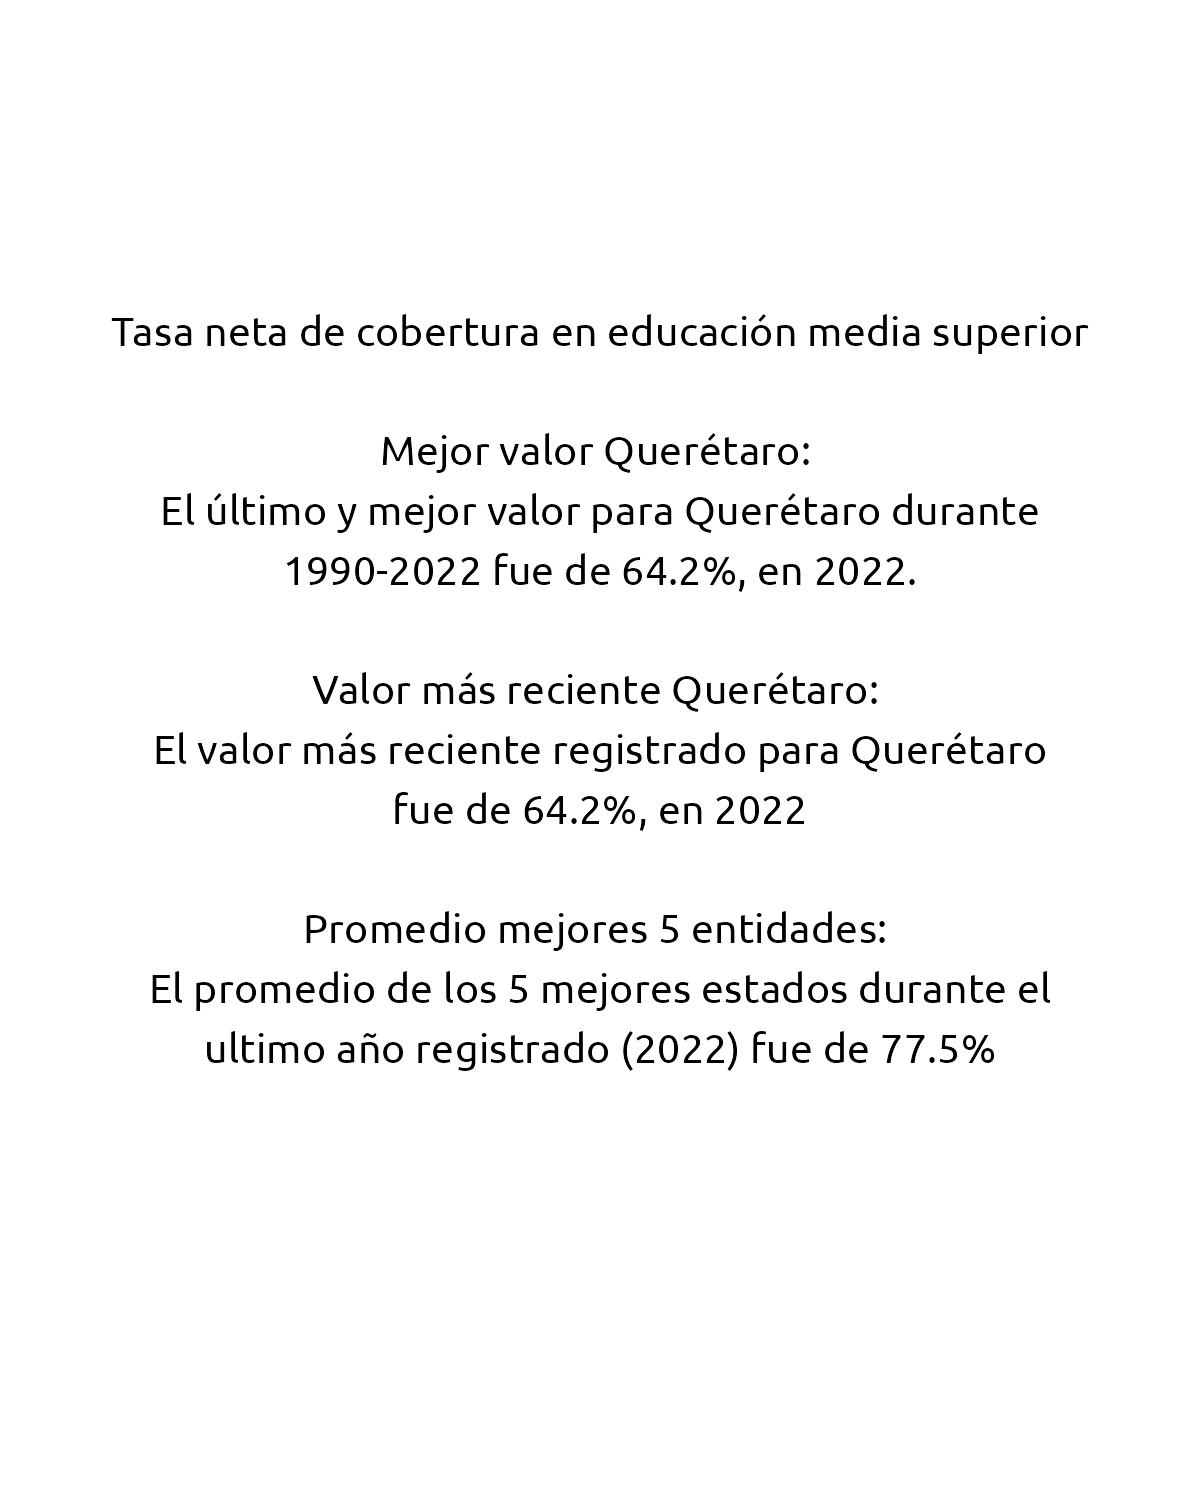 Tasa neta de cobertura en educación media superior
Mejor valor Querétaro:
El último y mejor valor para Querétaro durante
1990-2022 fue de 64.2%, en 2022.
Valor más reciente Querétaro:
El valor más reciente registrado para Querétaro
fue de 64.2%, en 2022
Promedio mejores 5 entidades:
El promedio de los 5 mejores estados durante el
ultimo año registrado (2022) fue de 77.5%